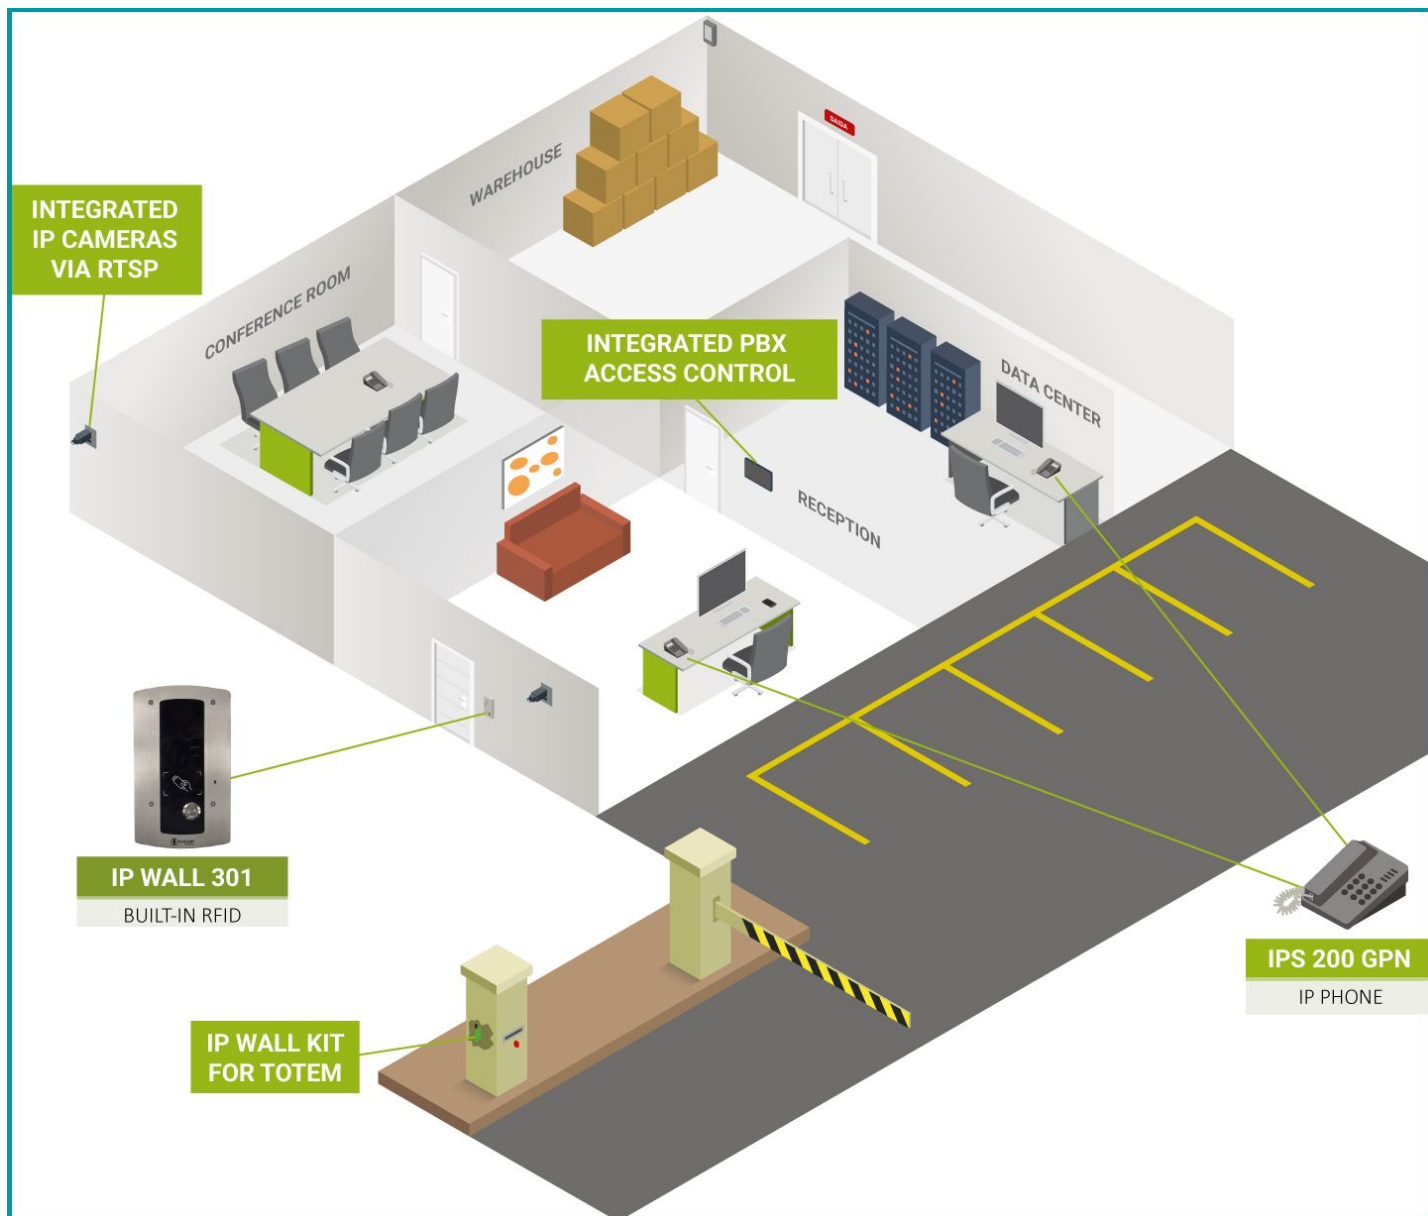 SAIDA
WAREHOUSE
INTEGRATED
IP CAMERAS
VIA RTSP
CONFERENCE ROOM
INTEGRATED PBX
ACCESS CONTROL
DATA CENTER
RECEPTION
IP WALL 301
BUILT-IN RFID
IPS 200 GPN
IP PHONE
IP WALL KIT
FOR TOTEM